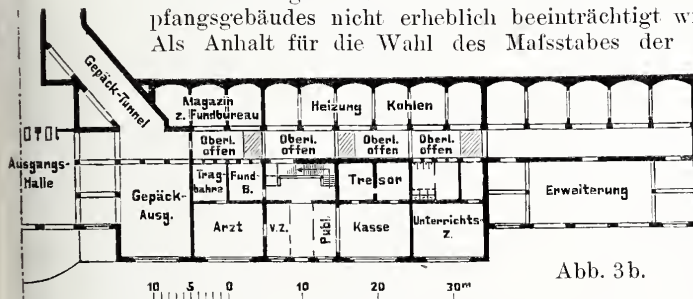 pfangsgebäudes nicht erheblich beeinträchtigt
Als Anhalt für die Wahl des Maſsstabes der
Gepäck-Tunnel
Magazin
z. Fundbureau
Heizung
Kohlen
Oberl.
offen
Oberl.
offen
Oberl.
offen
Oberl.
offen
Ausgangs-
Halle
Gepäck-
Ausg.
Trag-
bahre
Fund-
B.
Tresor
Erweiterung
Arzt
V.Z.
Publ.
Kasse
Unterrichts-
Z.
Abb. 3b.
10 5 0 10 20 30m